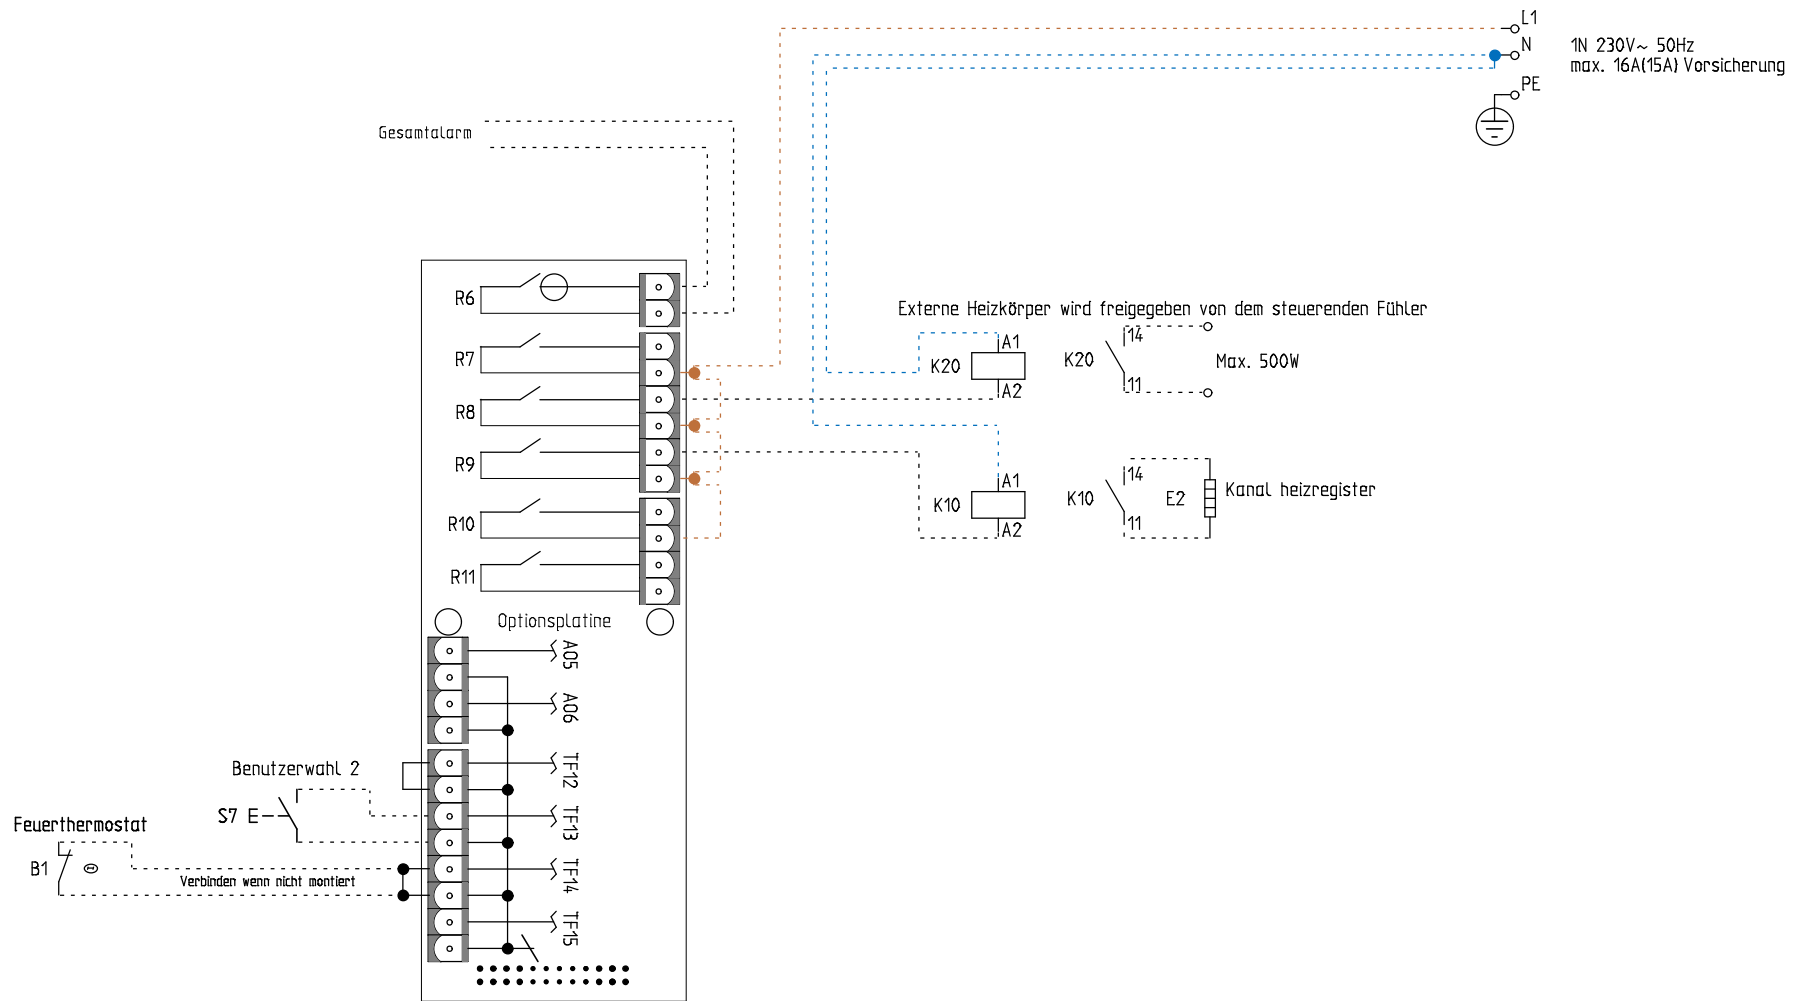 L1
N
1N 230V~ 50Hz
max. 16A(15A) Vorsicherung
PE
Gesamtalarm
R6
Externe Heizkörper wird freigegeben von dem steuerenden Fühler
R7
K20
A1
A2
K20
14
11
Max. 500W
R8
R9
K10
A1
A2
K10
14
11
E2
Kanal heizregister
R10
R11
Optionsplatine
A05
A06
Benutzerwahl 2
TF12
S7 E
TF13
Feuerthermostat
B1
Verbinden wenn nicht montiert
TF14
TF15